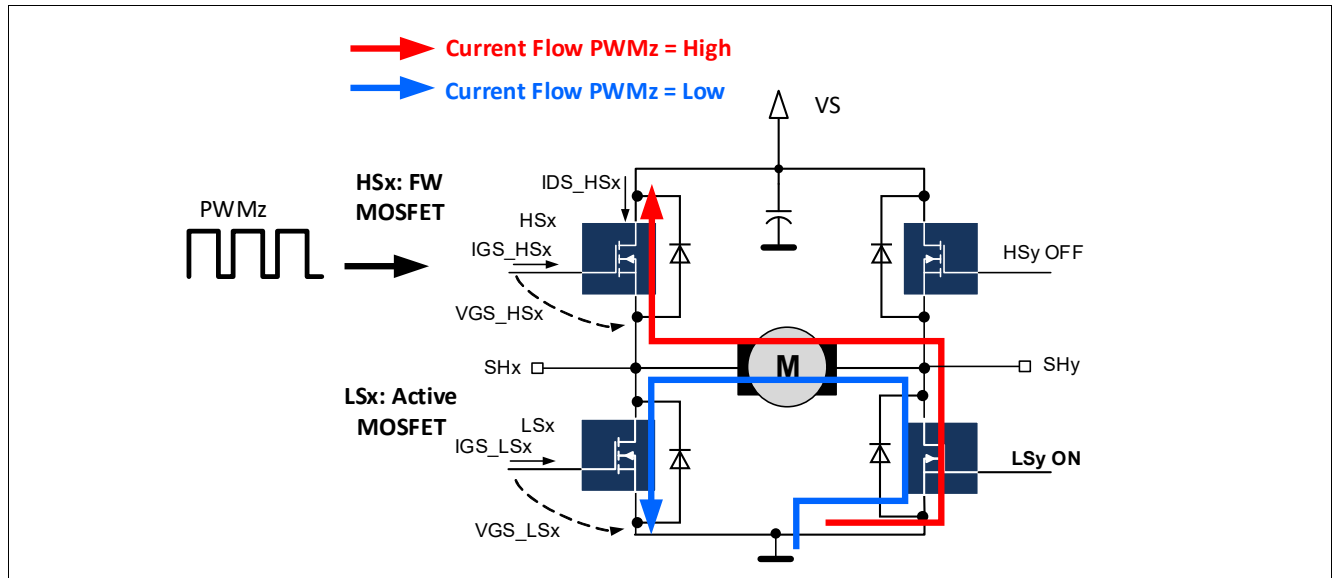 Current Flow PWMz = High
Current Flow PWMz = Low
VS
HSx: FW
MOSFET
IDS_HSx
PWMz
HSx
IGS_HSx
HSy OFF
VGS_HSx
M
SHx
SHy
LSx: Active
MOSFET
LSx
IGS_LSx
LSy ON
VGS_LSx